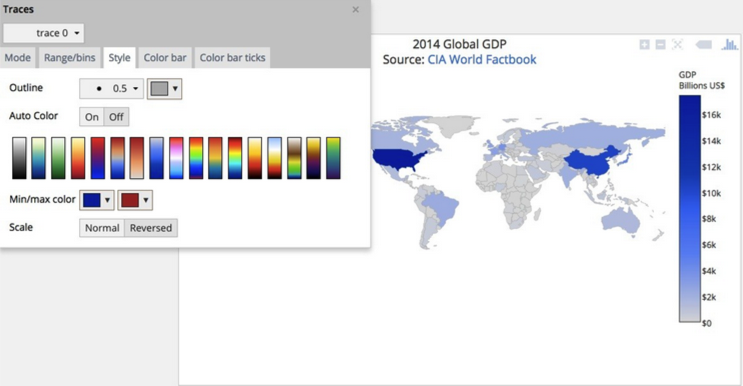 Traces
trace 0
Mode Range/bins Style Color bar Color bar ticks
Outline 0.5
Auto Color On Off
Min/max color
Scale Normal Reversed
2014 Global GDP
Source: CIA World Factbook
GDP
Billions US$
$16k
$14k
$12k
$10k
$8k
$6k
$4k
$2k
$0